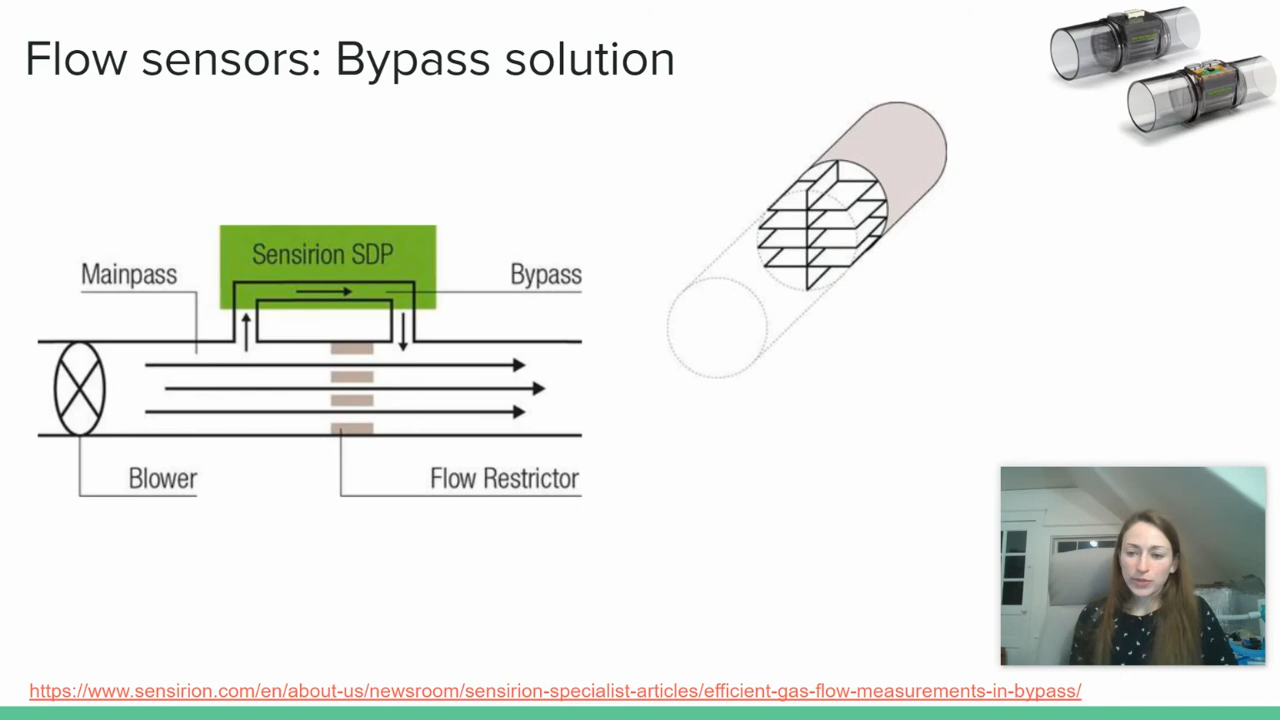 Flow sensors: Bypass solution
Sensirion SDP
Mainpass
Bypass
Blower
Flow Restrictor
https://www.sensirion.com/en/about-us/newsroom/sensirion-specialist-articles/efficient-gas-flow-measurements-in-bypass/